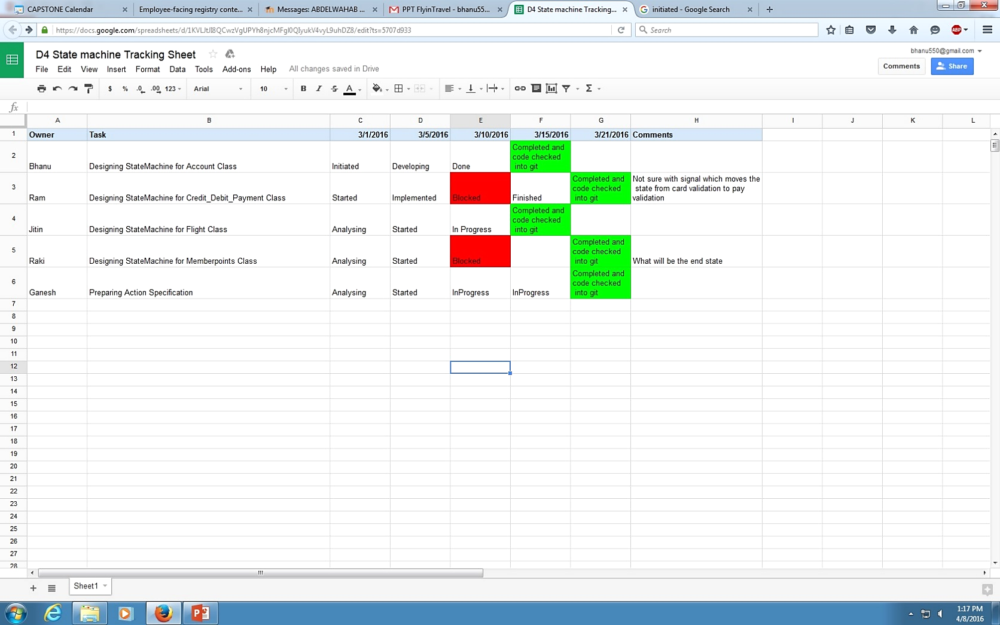 CAPSTONE Calendar
Employee-facing registry conte...
Messages: ABDELWAHAB ...
PPT FlyinTravel - bhanu55...
D4 State machine Tracking...
initiated - Google Search
Search
D4 State machine Tracking Sheet
bhanu550@gmail.com
File Edit View Insert Format Data Tools Add-ons Help All changes saved in Drive
Comments Share
$ % .0 .00 123 Arial 10 B I S A Σ
fx
A B C D E F G H I J K L
1 Owner Task 3/1/2016 3/5/2016 3/10/2016 3/15/2016 3/21/2016 Comments
2 Bhanu Designing StateMachine for Account Class Initiated Developing Done Completed and
code checked
into git
3 Ram Designing StateMachine for Credit_Debit_Payment Class Started Implemented Blocked Finished Completed and
code checked
into git
Not sure with signal which moves the
state from card validation to pay
validation
4 Jitin Designing StateMachine for Flight Class Analysing Started In Progress Completed and
code checked
into git
5 Raki Designing StateMachine for Memberpoints Class Analysing Started Blocked Completed and
code checked
into git
What will be the end state
6 Ganesh Preparing Action Specification Analysing Started InProgress InProgress Completed and
code checked
into git
7
8
9
10
11
12
13
14
15
16
17
18
19
20
21
22
23
24
25
26
27
28
Sheet1
1:17 PM
4/8/2016